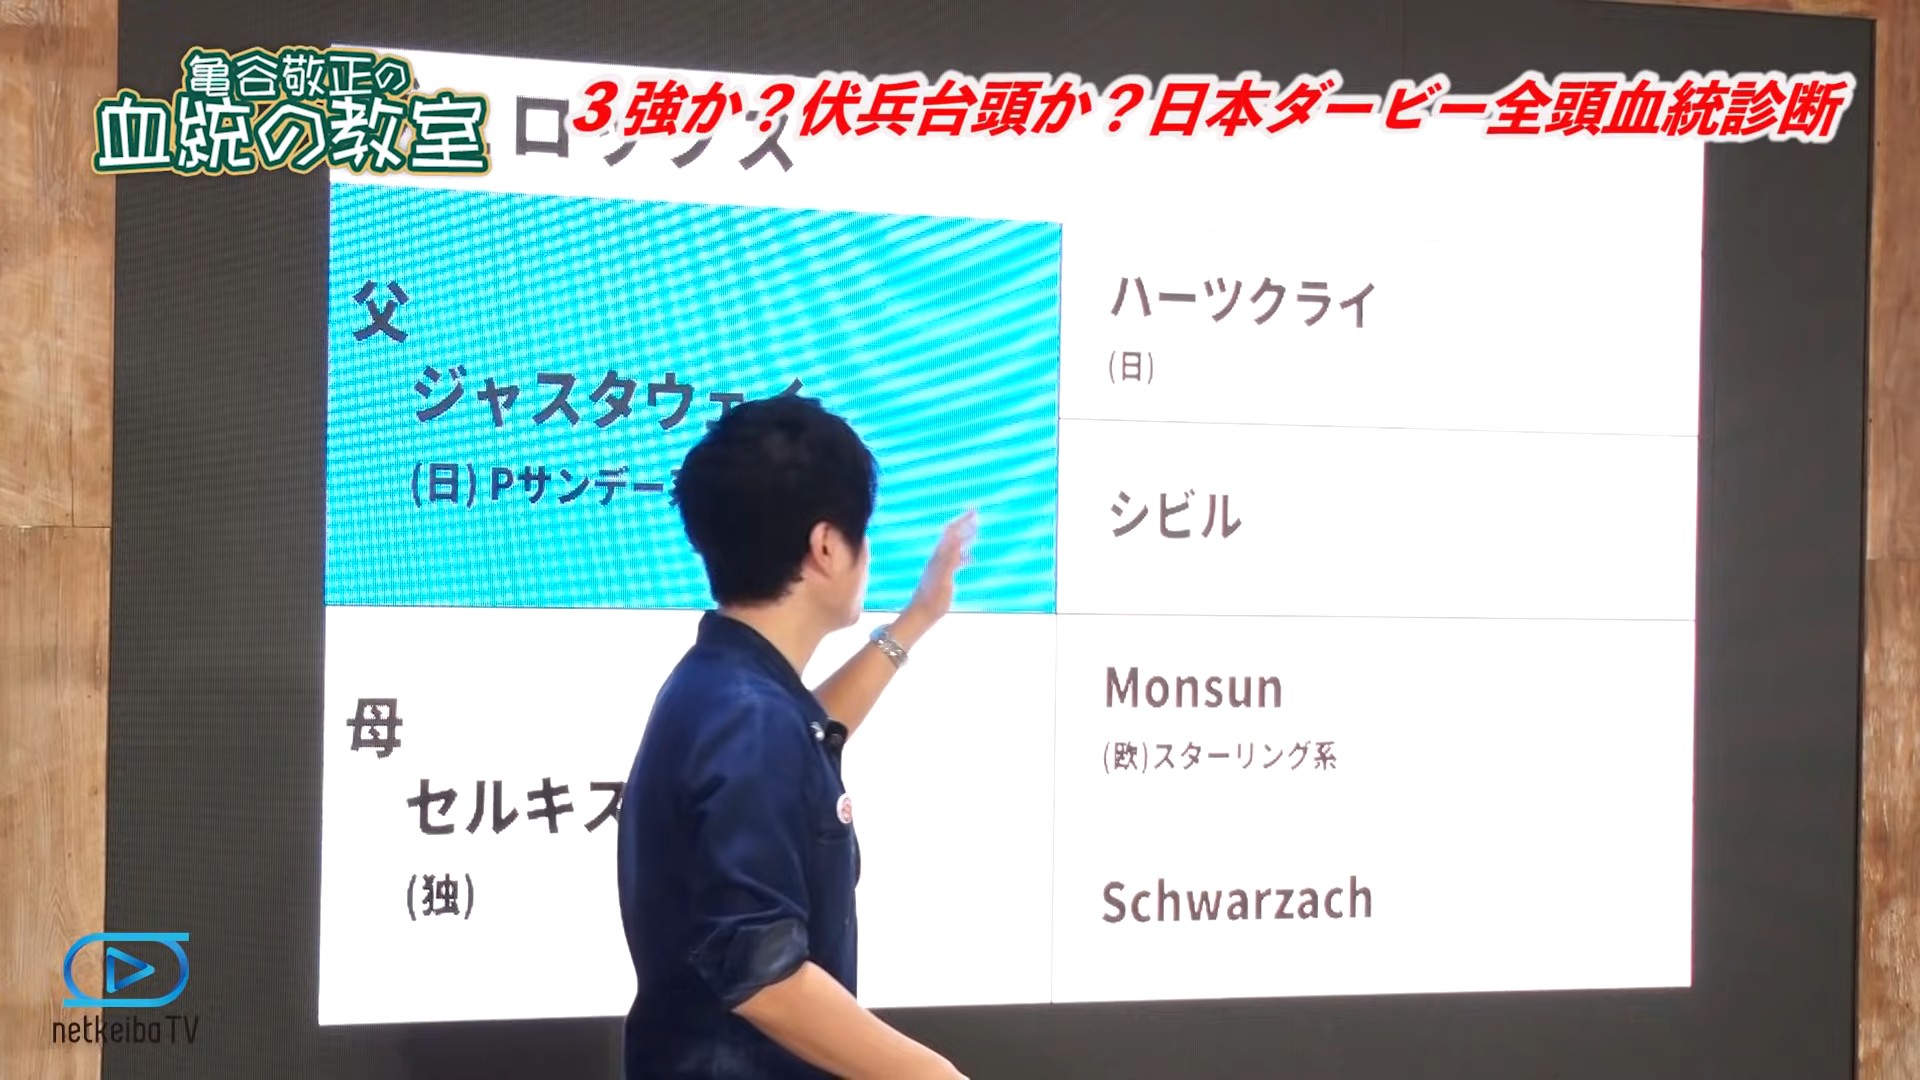 亀谷敬正の
血統の教室
3強か？伏兵台頭か？日本ダービー全頭血統診断
父
ジャスタウェイ
(日) Pサンデー
ハーツクライ
(日)
シビル
母
セルキス
(独)
Monsun
(欧)スターリング系
Schwarzach
netkeibaTV